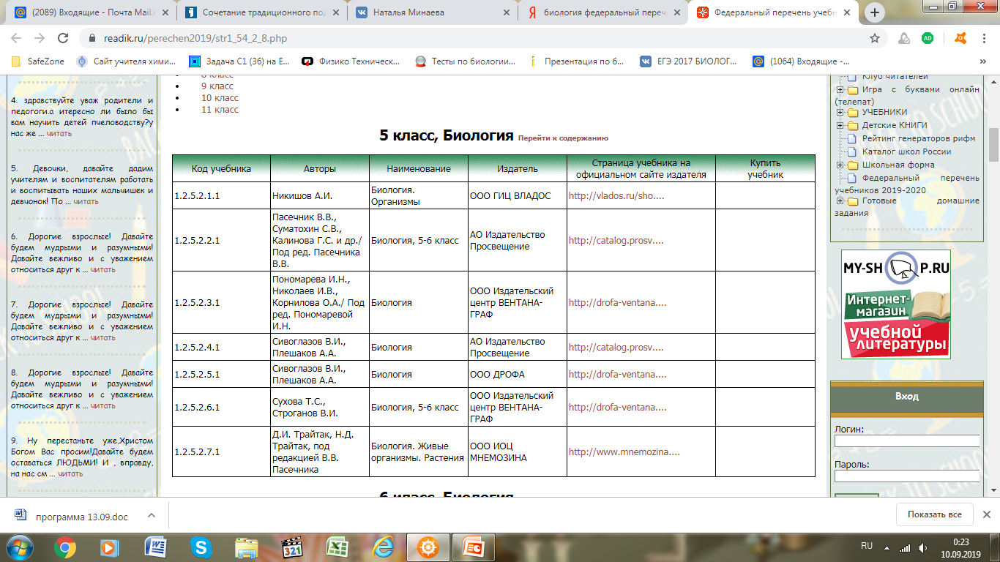 (2089) Входящие - Почта Mail.r
Сочетание традиционного под
Наталья Минаева
биология федеральный переч
Федеральный перечень учебн
readik.ru/perechen2019/str1_54_2_8.php
SafeZone
Сайт учителя хими...
Задача С1 (36) на Е...
Физико Техническ...
Тесты по биологии...
Презентация по б...
ЕГЭ 2017 БИОЛОГ...
(1064) Входящие -...
»
4. здравствуйте уваж родители и
педогоги.а итересно ли было бы
вам научить детей пчеловодству?у
нас же ... читать
5. Девочки, давайте дадим
учителям и воспитателям работать
и воспитывать наших мальчишек и
девчонок! По ... читать
6. Дорогие взрослые! Давайте
будем мудрыми и разумными!
Давайте вежливо и с уважением
относиться друг к ... читать
7. Дорогие взрослые! Давайте
будем мудрыми и разумными!
Давайте вежливо и с уважением
относиться друг к ... читать
8. Дорогие взрослые! Давайте
будем мудрыми и разумными!
Давайте вежливо и с уважением
относиться друг к ... читать
9. Ну перестаньте уже,Христом
Богом Вас просим!Давайте будем
оставаться ЛЮДЬМИ! И , вправду,
на нас см ... читать
8 класс
9 класс
10 класс
11 класс
5 класс, Биология Перейти к содержанию
Код учебника
Авторы
Наименование
Издатель
Страница учебника на
официальном сайте издателя
Купить
учебник
1.2.5.2.1.1
Никишов А.И.
Биология.
Организмы
ООО ГИЦ ВЛАДОС
http://vlados.ru/sho....
1.2.5.2.2.1
Пасечник В.В.,
Суматохин С.В.,
Калинова Г.С. и др./
Под ред. Пасечника
В.В.
Биология, 5-6 класс
АО Издательство
Просвещение
http://catalog.prosv....
1.2.5.2.3.1
Пономарева И.Н.,
Николаев И.В.,
Корнилова О.А./ Под
ред. Пономаревой
И.Н.
Биология
ООО Издательский
центр ВЕНТАНА-
ГРАФ
http://drofa-ventana....
1.2.5.2.4.1
Сивоглазов В.И.,
Плешаков А.А.
Биология
АО Издательство
Просвещение
http://catalog.prosv....
1.2.5.2.5.1
Сивоглазов В.И.,
Плешаков А.А.
Биология
ООО ДРОФА
http://drofa-ventana....
1.2.5.2.6.1
Сухова Т.С.,
Строганов В.И.
Биология, 5-6 класс
ООО Издательский
центр ВЕНТАНА-
ГРАФ
http://drofa-ventana....
1.2.5.2.7.1
Д.И. Трайтак, Н.Д.
Трайтак, под
редакцией В.В.
Пасечника
Биология. Живые
организмы. Растения
ООО ИОЦ
МНЕМОЗИНА
http://www.mnemozina....
6 класс, Биология
Клуб читателей
Игра с буквами онлайн
(телепат)
УЧЕБНИКИ
Детские КНИГИ
Рейтинг генераторов рифм
Каталог школ России
Школьная форма
Федеральный перечень
учебников 2019-2020
Готовые домашние
задания
MY-SH P.RU
Интернет-
магазин
учебной
литературы
Вход
Логин:
Пароль:
программа 13.09.doc
Показать все
321
RU
0:23
10.09.2019